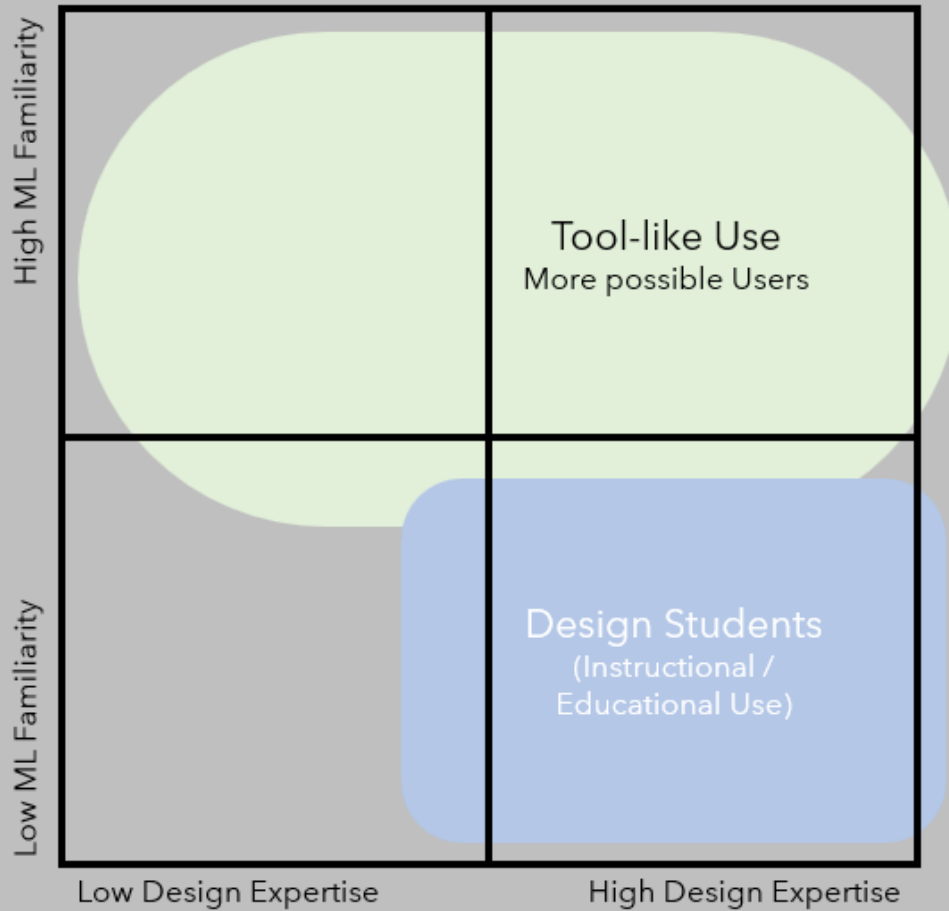 High ML Familiarity
Tool-like Use
More possible Users
Low ML Familiarity
Design Students
(Instructional /
Educational Use)
Low Design Expertise
High Design Expertise